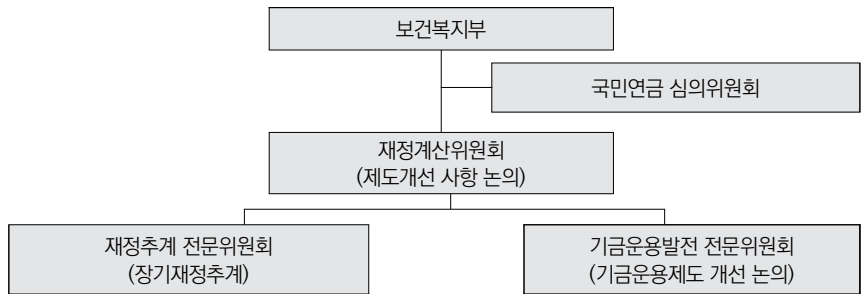 보건복지부
국민연금 심의위원회
재정계산위원회
(제도개선 사항 논의)
재정추계 전문위원회
(장기재정추계)
기금운용발전 전문위원회
(기금운용제도 개선 논의)